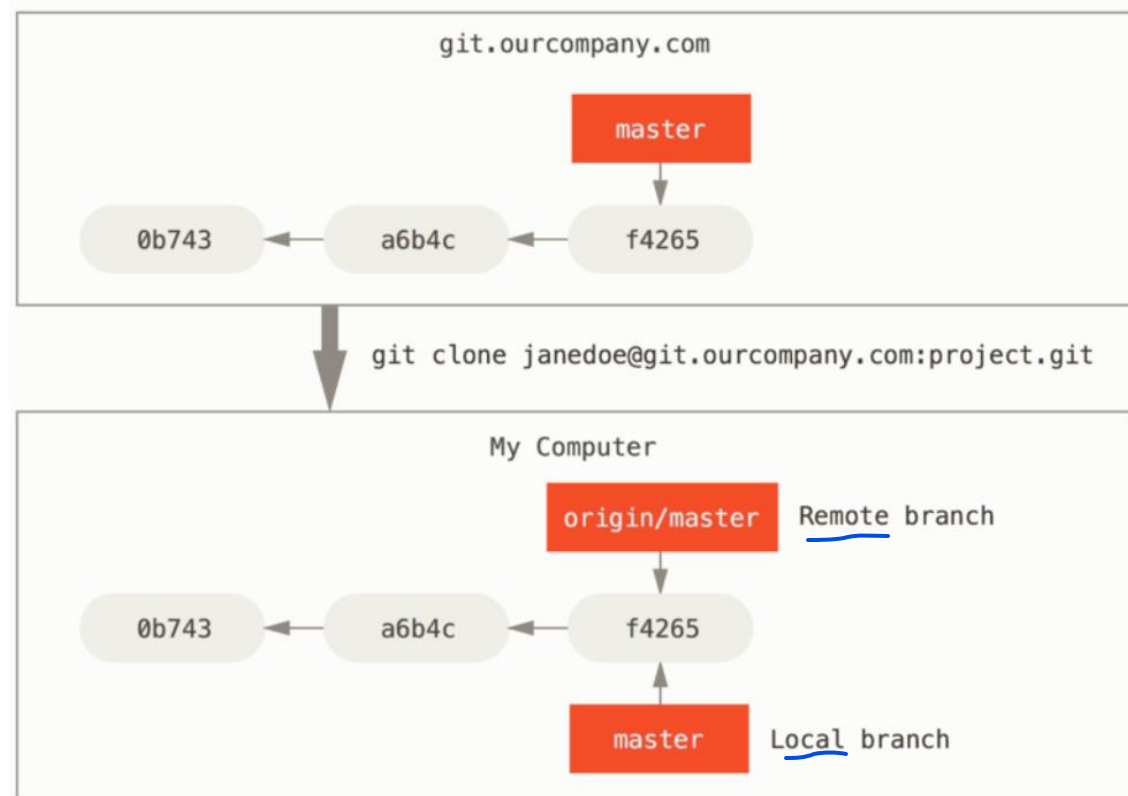 git.ourcompany.com
master
0b743 a6b4c f4265
git clone janedoe@git.ourcompany.com:project.git
My Computer
origin/master Remote branch
0b743 a6b4c f4265
master Local branch